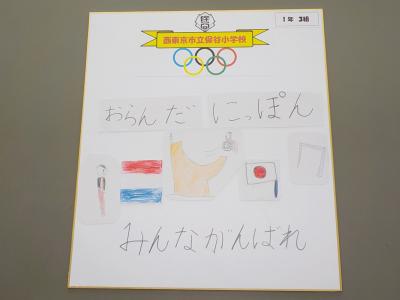 1年 3組
西東京市立保谷小学校
おらんだ にっぽん
みんながんばれ